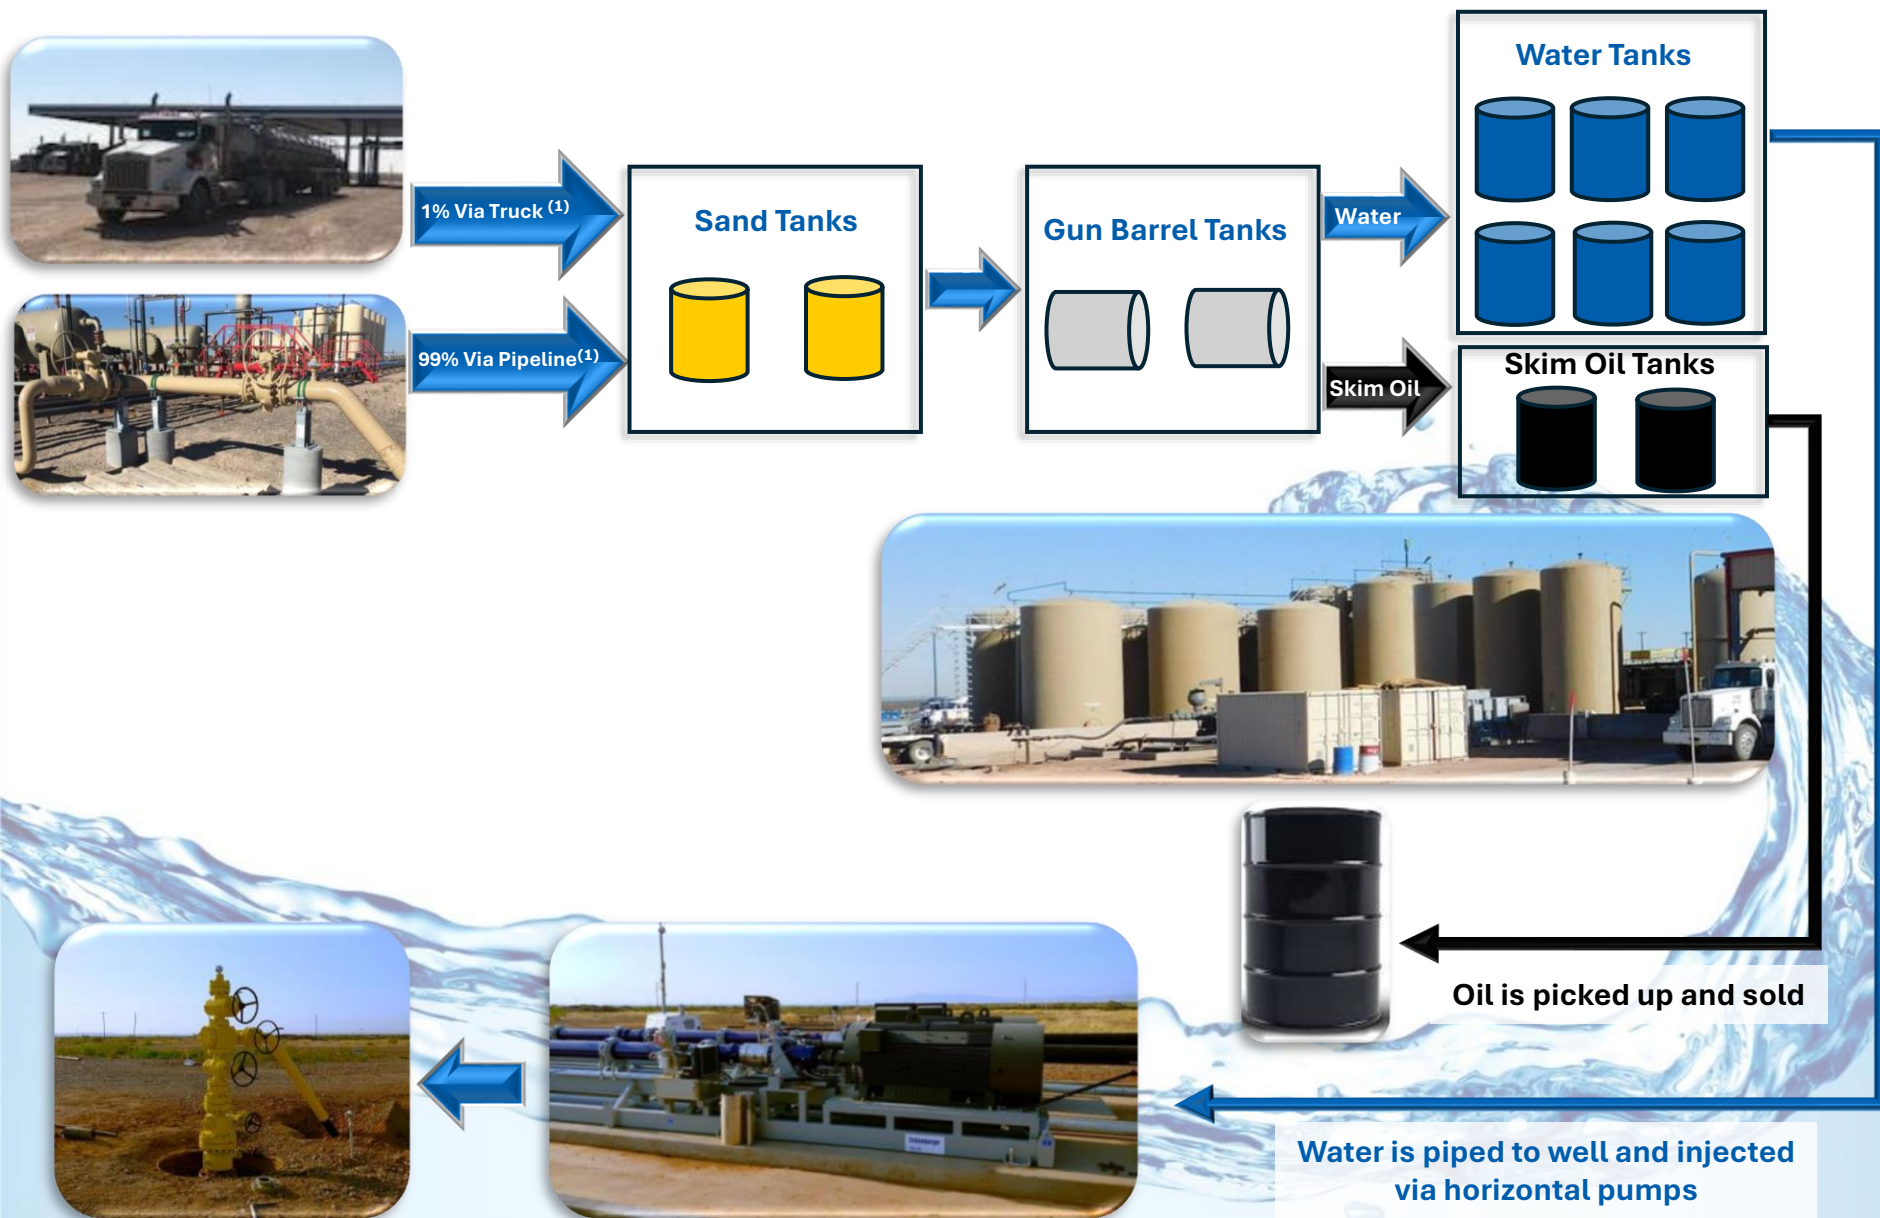 Water Tanks
1% Via Truck (1)
Sand Tanks
Gun Barrel Tanks
Water
99% Via Pipeline(1)
Skim Oil
Skim Oil Tanks
Oil is picked up and sold
Water is piped to well and injected
via horizontal pumps